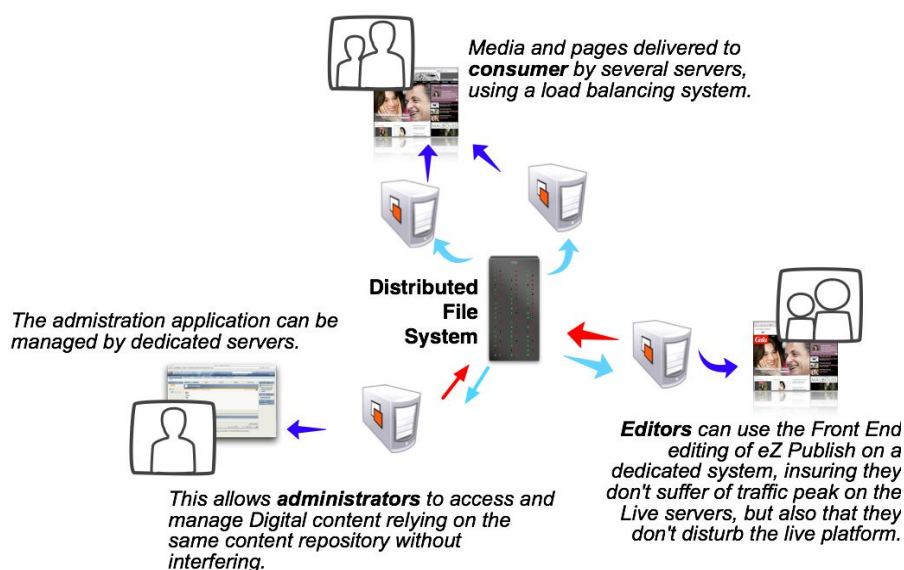 Media and pages delivered to
consumer by several servers,
using a load balancing system.
Distributed
File
System
The admistration application can be
managed by dedicated servers.
This allows administrators to access and
manage Digital content relying on the
same content repository without
interfering.
Gala
Editors can use the Front End
editing of eZ Publish on a
dedicated system, insuring they
don't suffer of traffic peak on the
Live servers, but also that they
don't disturb the live platform.